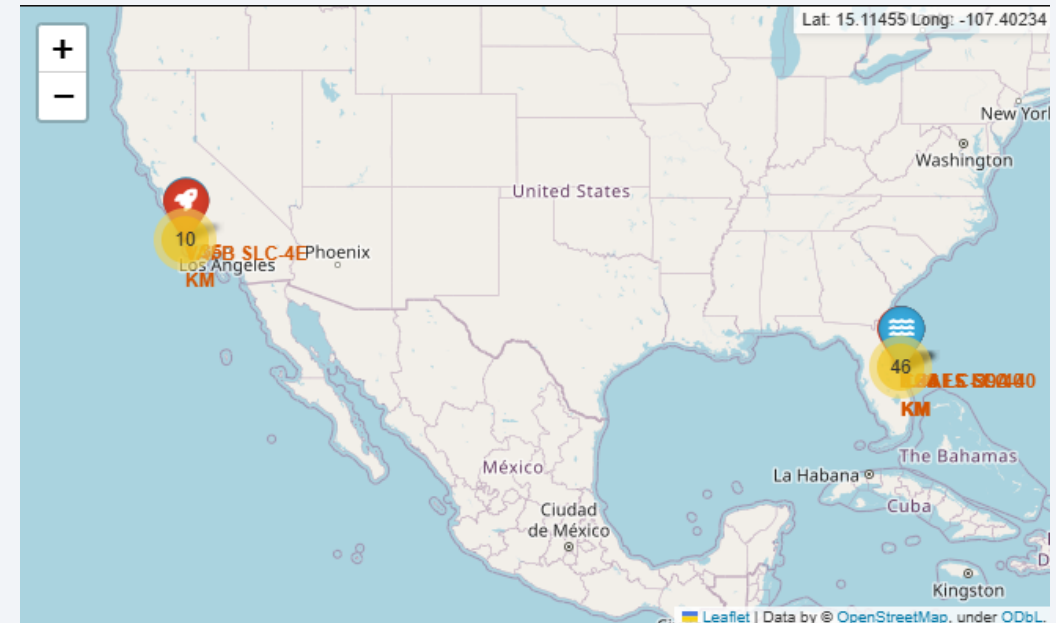 +
−
Lat: 15.11455 Long: -107.40234
New Yor
Washington
United States
10
SLC-4E
Phoenix
Los Angeles
KM
46
KM
The Bahamas
México
La Habana
Cuba
Ciudad
de México
Kingston
Leaflet | Data by © OpenStreetMap, under ODbL.